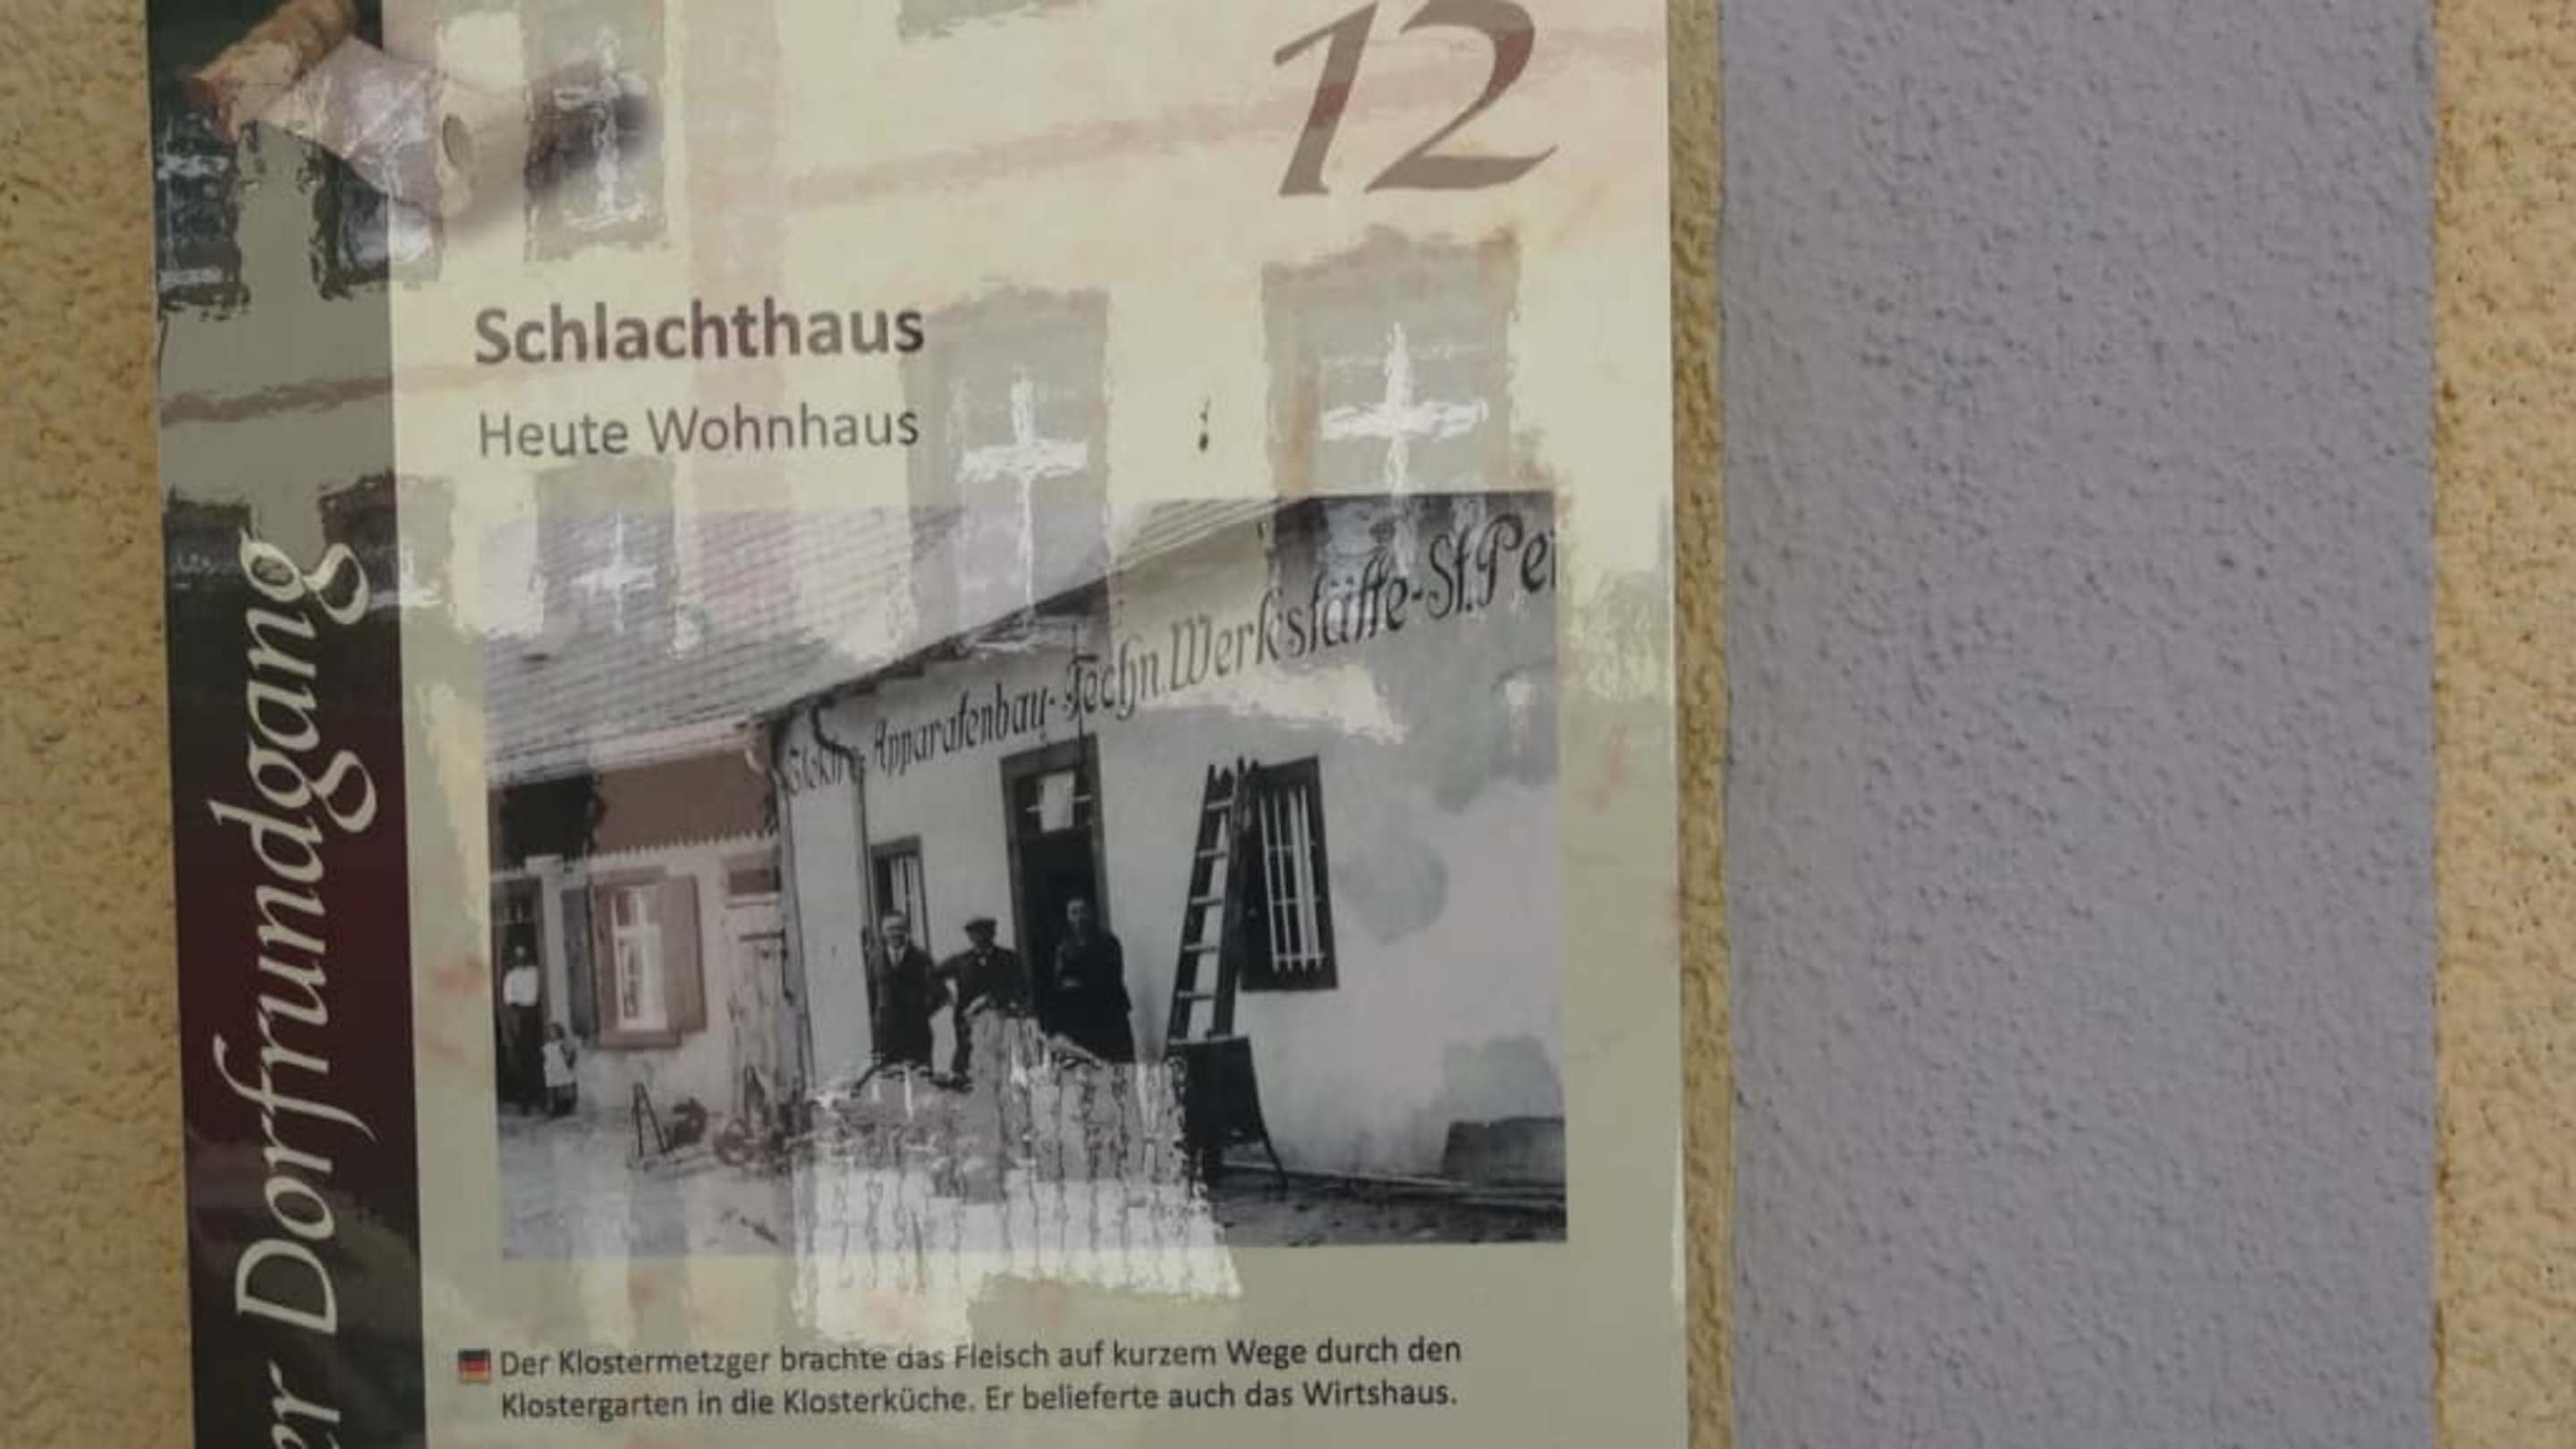 12
Schlachthaus
Heute Wohnhaus
Apparatenbau-Techn. Werkstätte-St.Pe
er Dorfrundgang
Der Klostermetzger brachte das Fleisch auf kurzem Wege durch den
Klostergarten in die Klosterküche. Er belieferte auch das Wirtshaus.